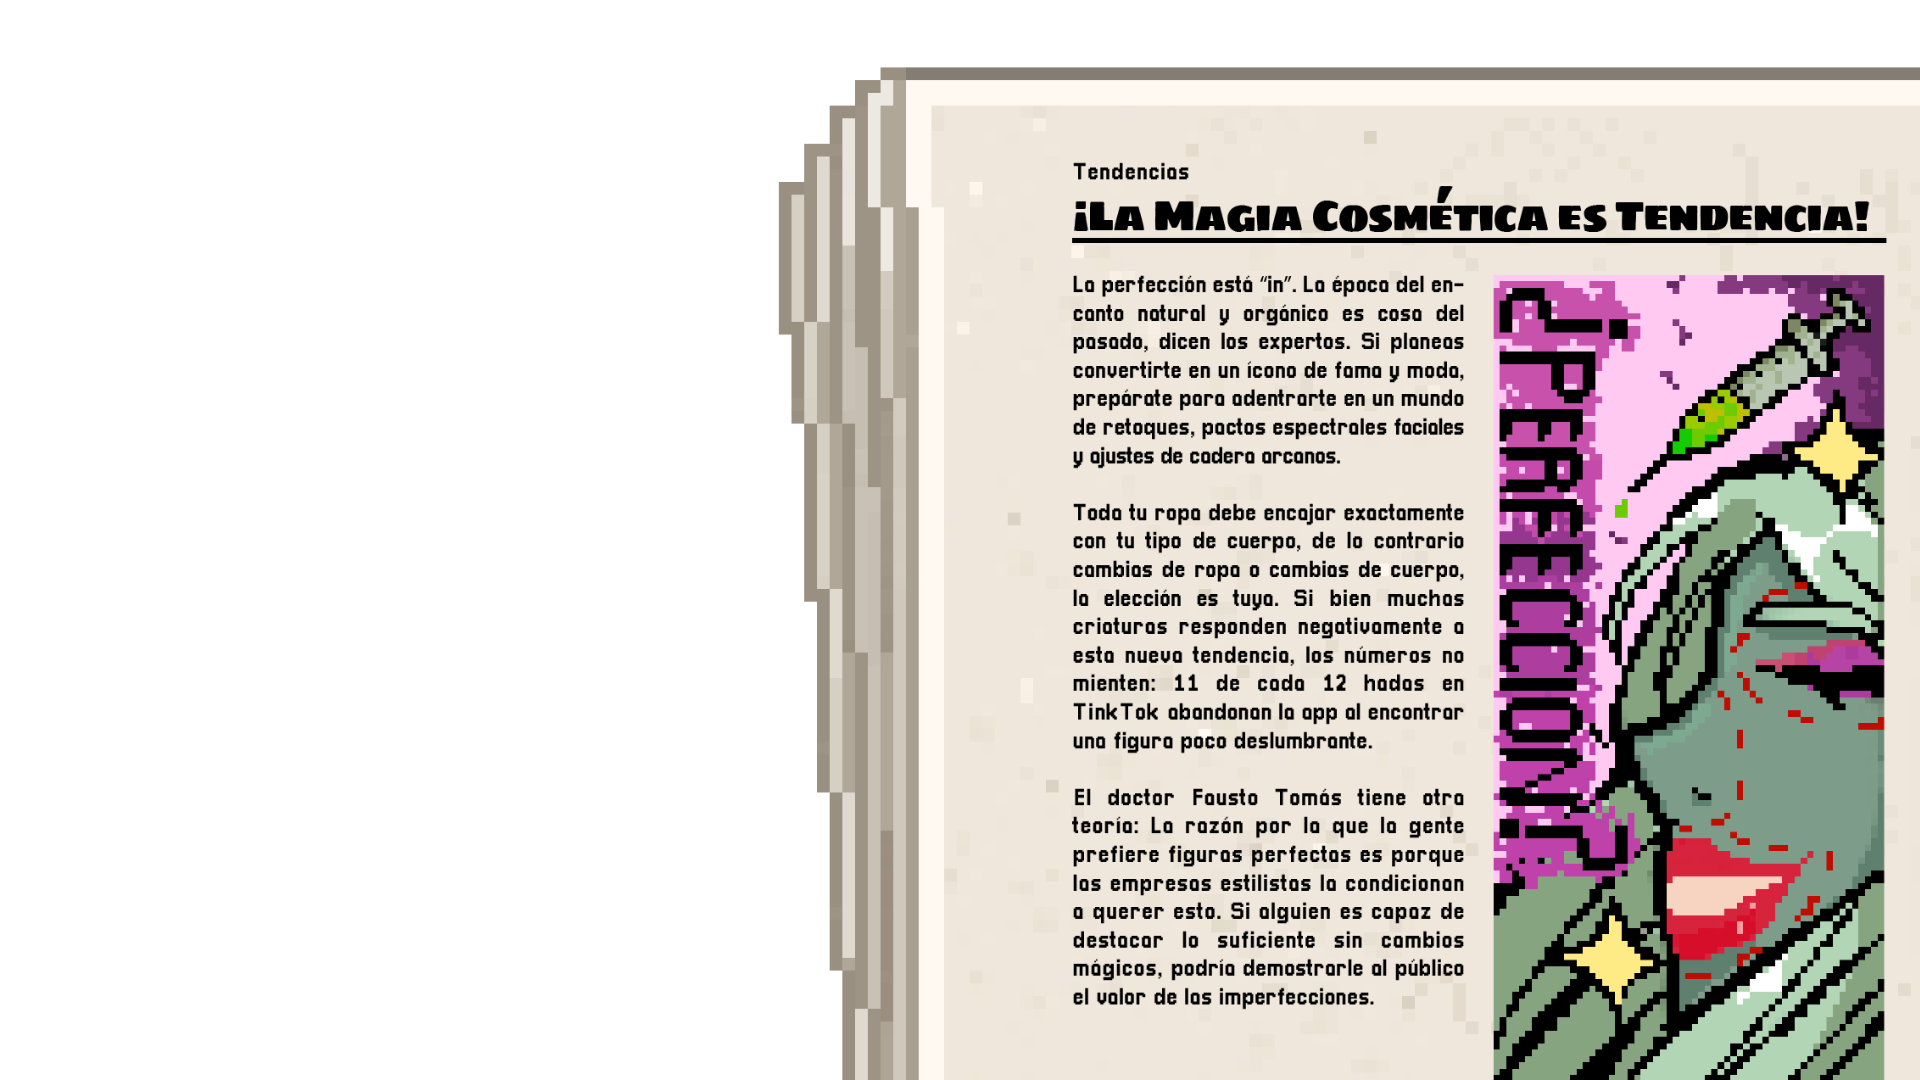 Tendencias
¡La Magia Cosmética es Tendencia!
La perfección está “in”. La época del en-
canto natural y orgánico es cosa del
pasado, dicen los expertos. Si planeas
convertirte en un ícono de fama y moda,
prepárate para adentrarte en un mundo
de retoques, pactos espectrales faciales
y ajustes de cadera arcanos.
Toda tu ropa debe encajar exactamente
con tu tipo de cuerpo, de lo contrario
cambias de ropa o cambias de cuerpo,
la elección es tuya. Si bien muchas
criaturas responden negativamente a
esta nueva tendencia, los números no
mienten: 11 de cada 12 hadas en
TinkTok abandonan la app al encontrar
una figura poco deslumbrante.
El doctor Fausto Tomás tiene otra
teoría: La razón por la que la gente
prefiere figuras perfectas es porque
las empresas estilistas la condicionan
a querer esto. Si alguien es capaz de
destacar lo suficiente sin cambios
mágicos, podría demostrarle al público
el valor de las imperfecciones.
¿PERFECCION?